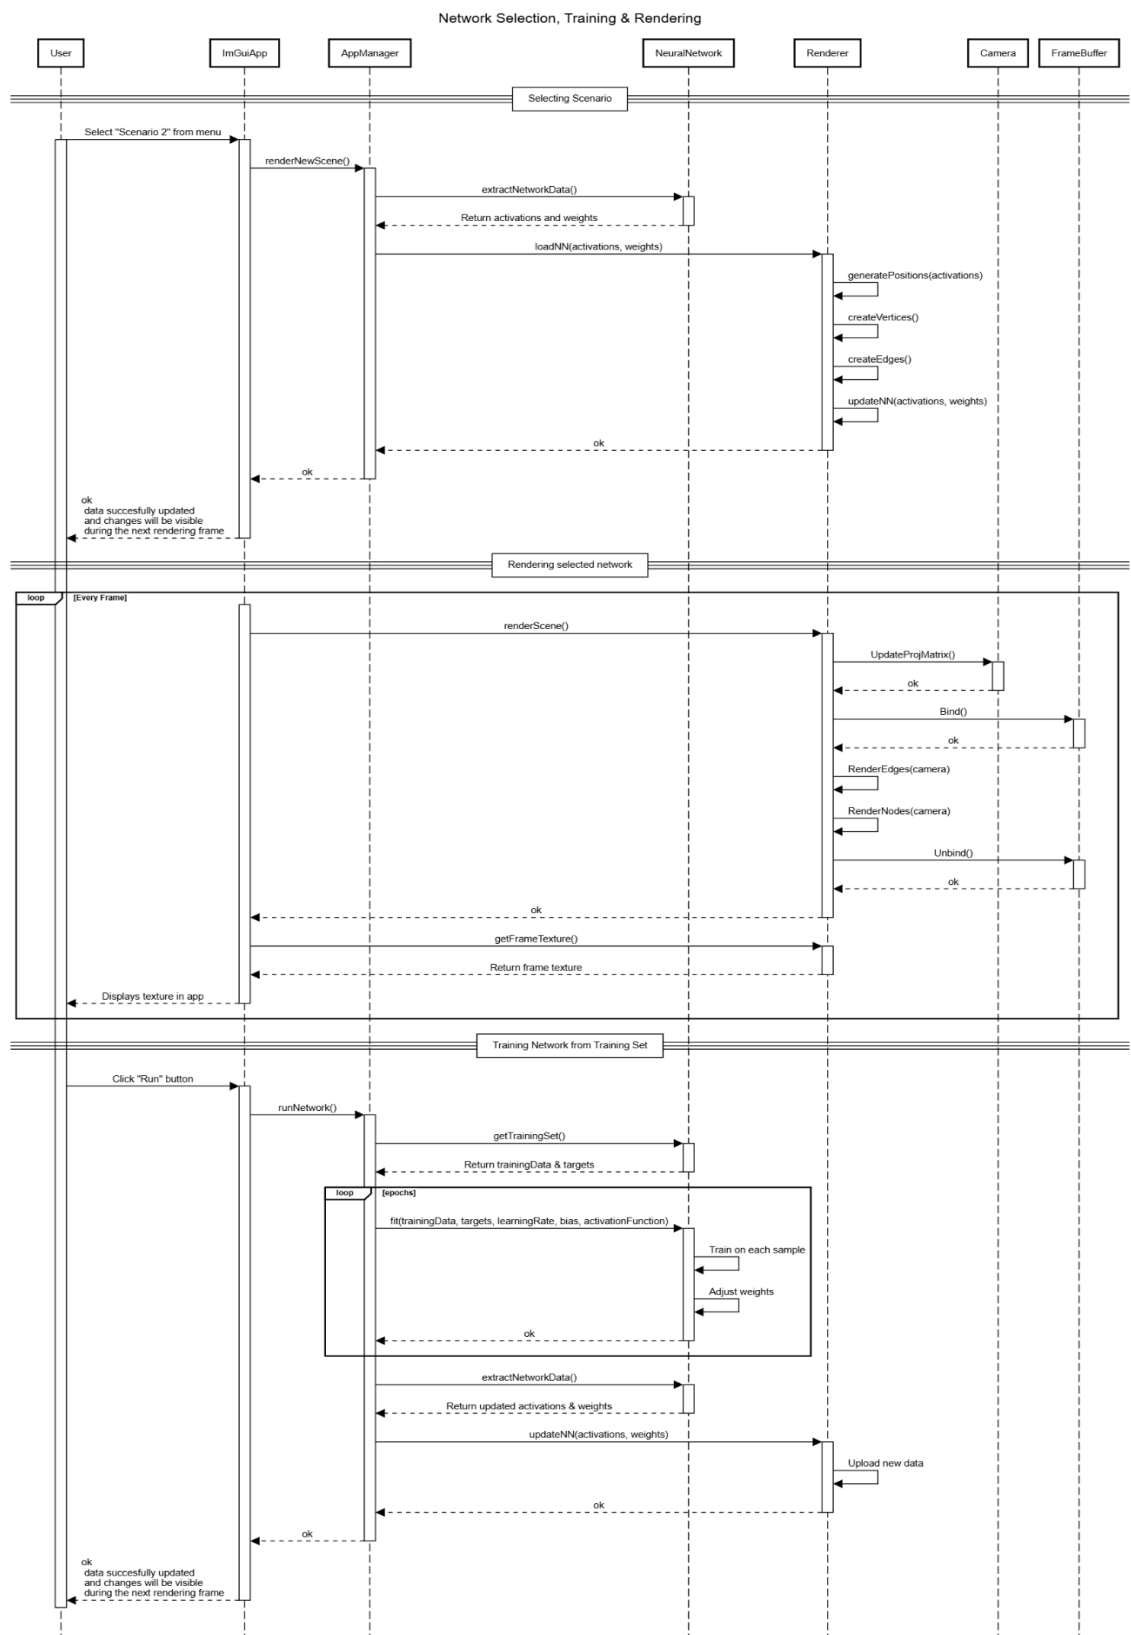 Network Selection, Training & Rendering
User
ImGuiApp
AppManager
NeuralNetwork
Renderer
Camera
FrameBuffer
Selecting Scenario
Select "Scenario 2" from menu
renderNewScene()
extractNetworkData()
Return activations and weights
loadNN(activations, weights)
generatePositions(activations)
createVertices()
createEdges()
updateNN(activations, weights)
ok
ok
ok
data succesfully updated
and changes will be visible
during the next rendering frame
Rendering selected network
loop [Every Frame]
renderScene()
UpdateProjMatrix()
ok
Bind()
ok
RenderEdges(camera)
RenderNodes(camera)
Unbind()
ok
ok
getFrameTexture()
Return frame texture
Displays texture in app
Training Network from Training Set
Click "Run" button
runNetwork()
getTrainingSet()
Return trainingData & targets
loop [epochs]
fit(trainingData, targets, learningRate, bias, activationFunction)
Train on each sample
Adjust weights
ok
extractNetworkData()
Return updated activations & weights
updateNN(activations, weights)
Upload new data
ok
ok
ok
data succesfully updated
and changes will be visible
during the next rendering frame